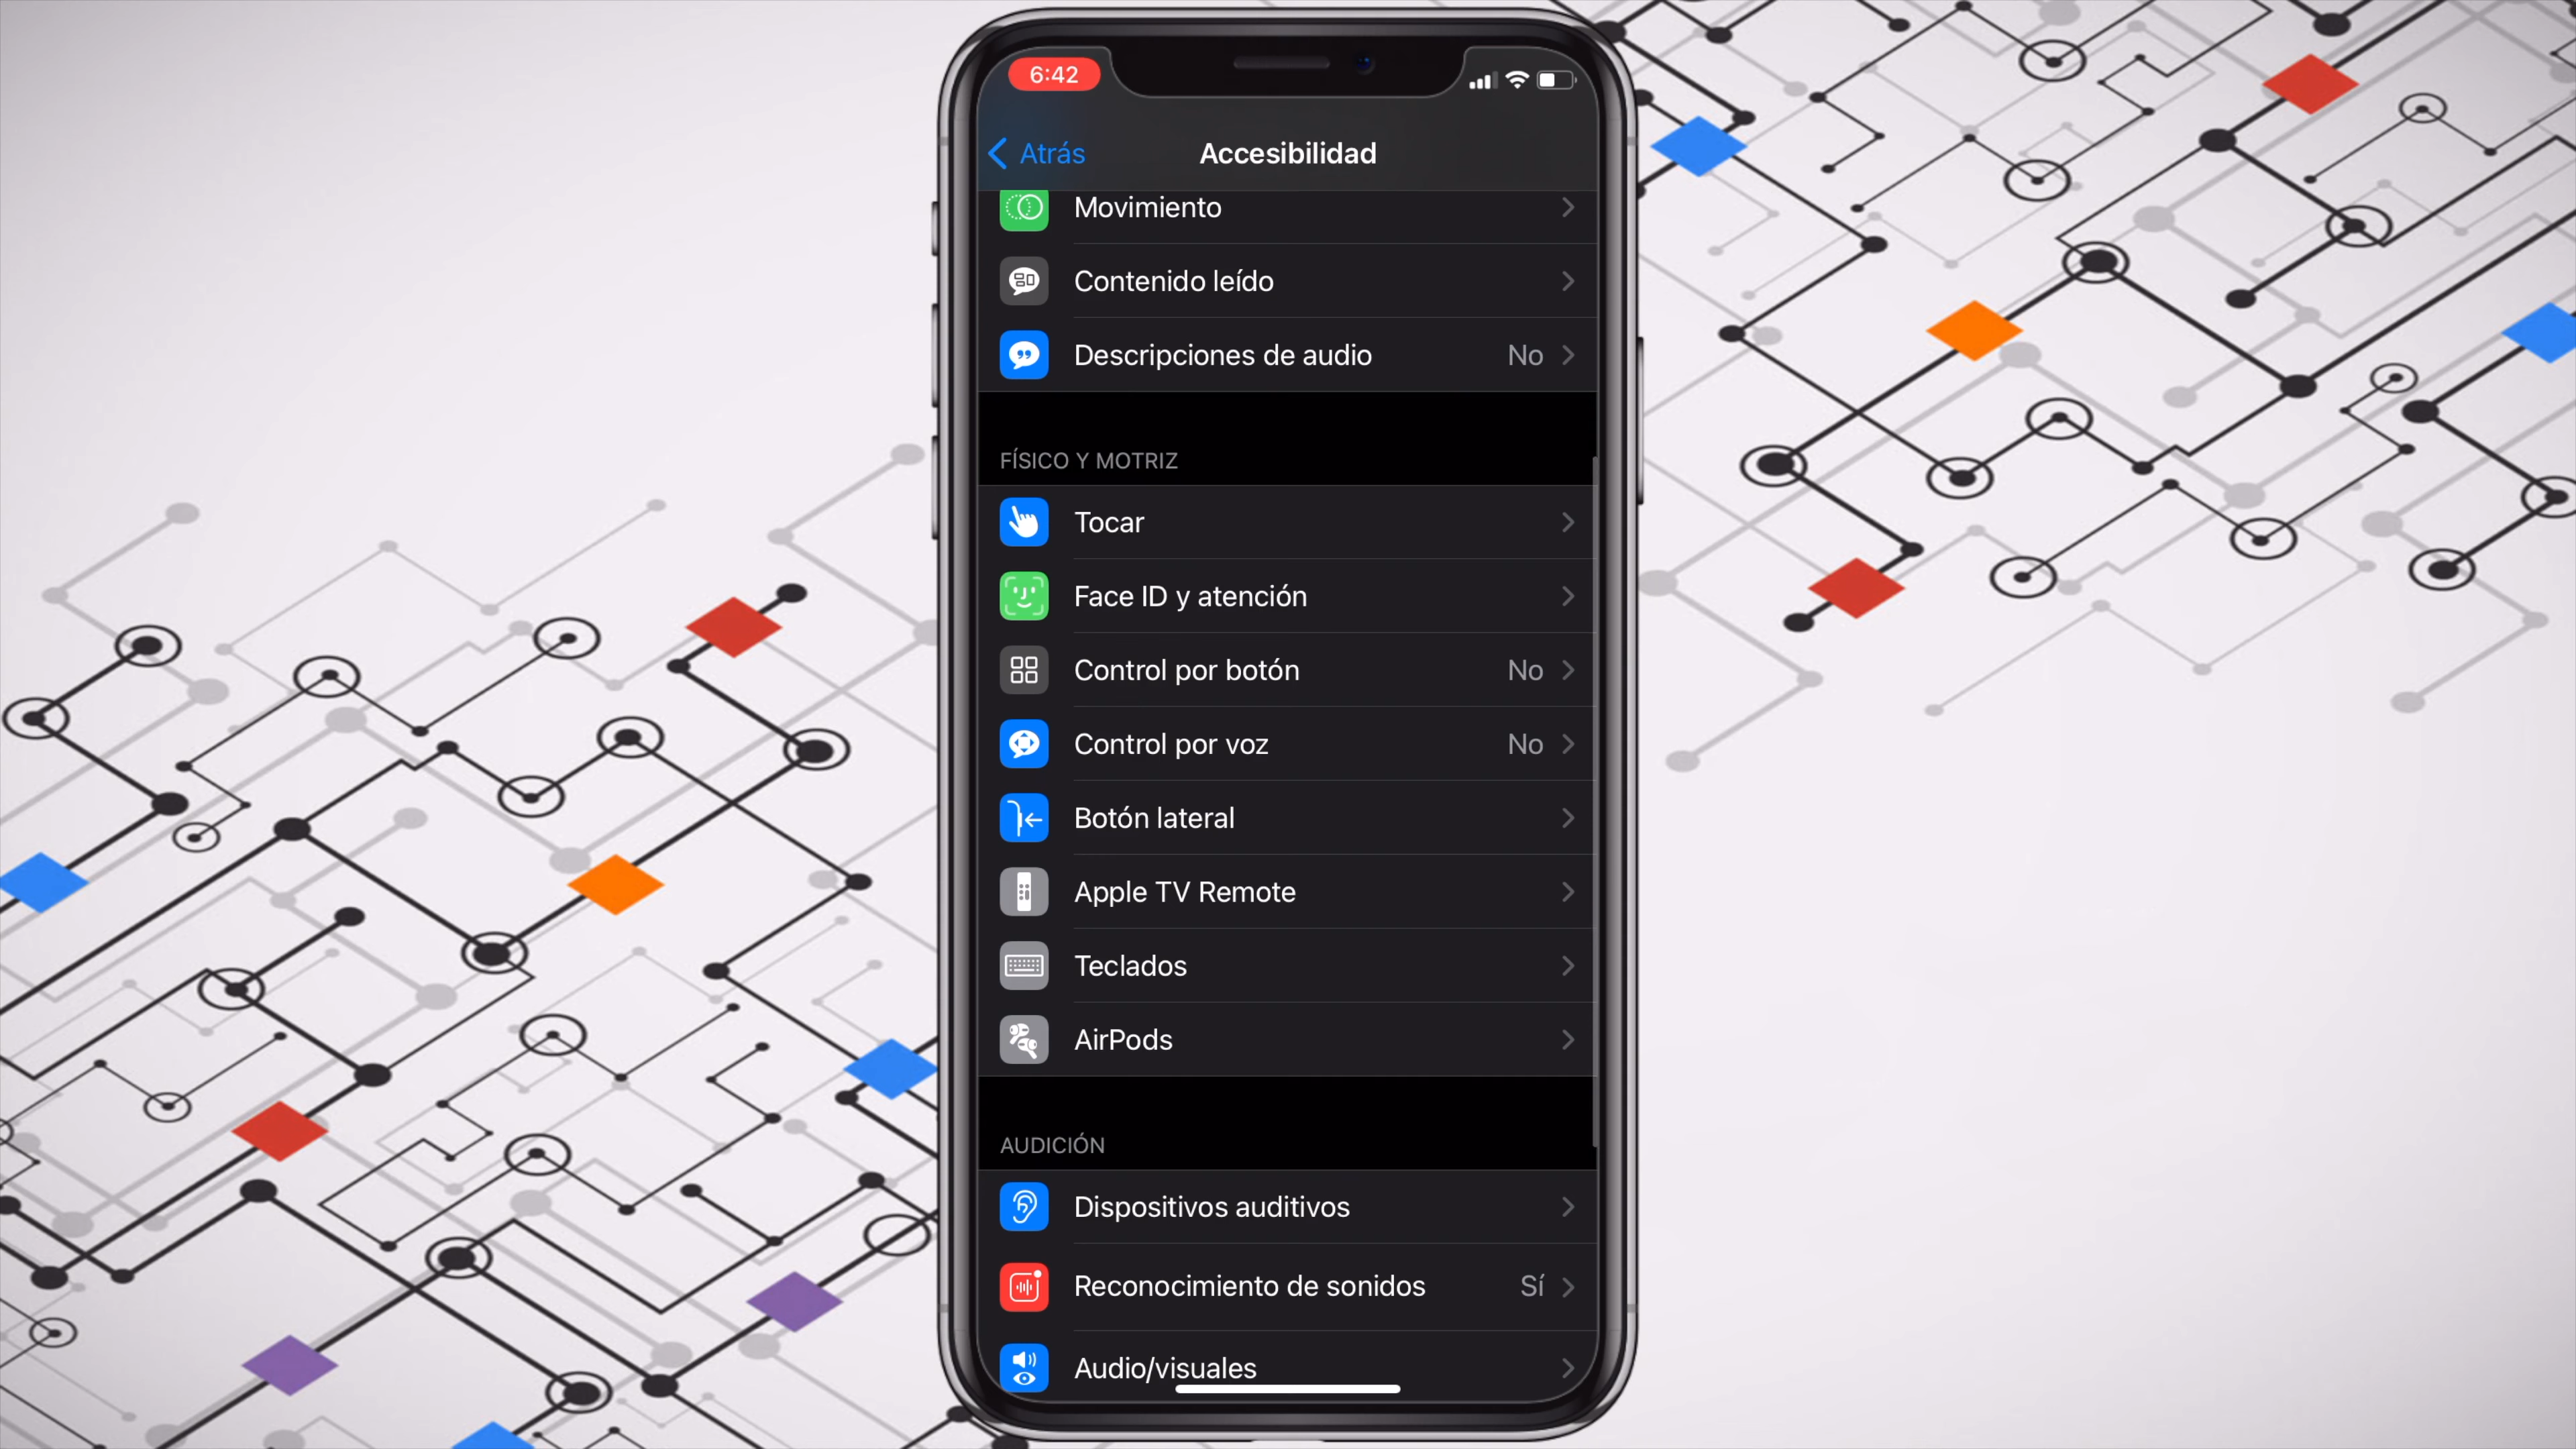 6:42
Atrás
Accesibilidad
Movimiento
Contenido leído
Descripciones de audio No
FÍSICO Y MOTRIZ
Tocar
Face ID y atención
Control por botón No
Control por voz No
Botón lateral
Apple TV Remote
Teclados
AirPods
AUDICIÓN
Dispositivos auditivos
Reconocimiento de sonidos Sí
Audio/visuales